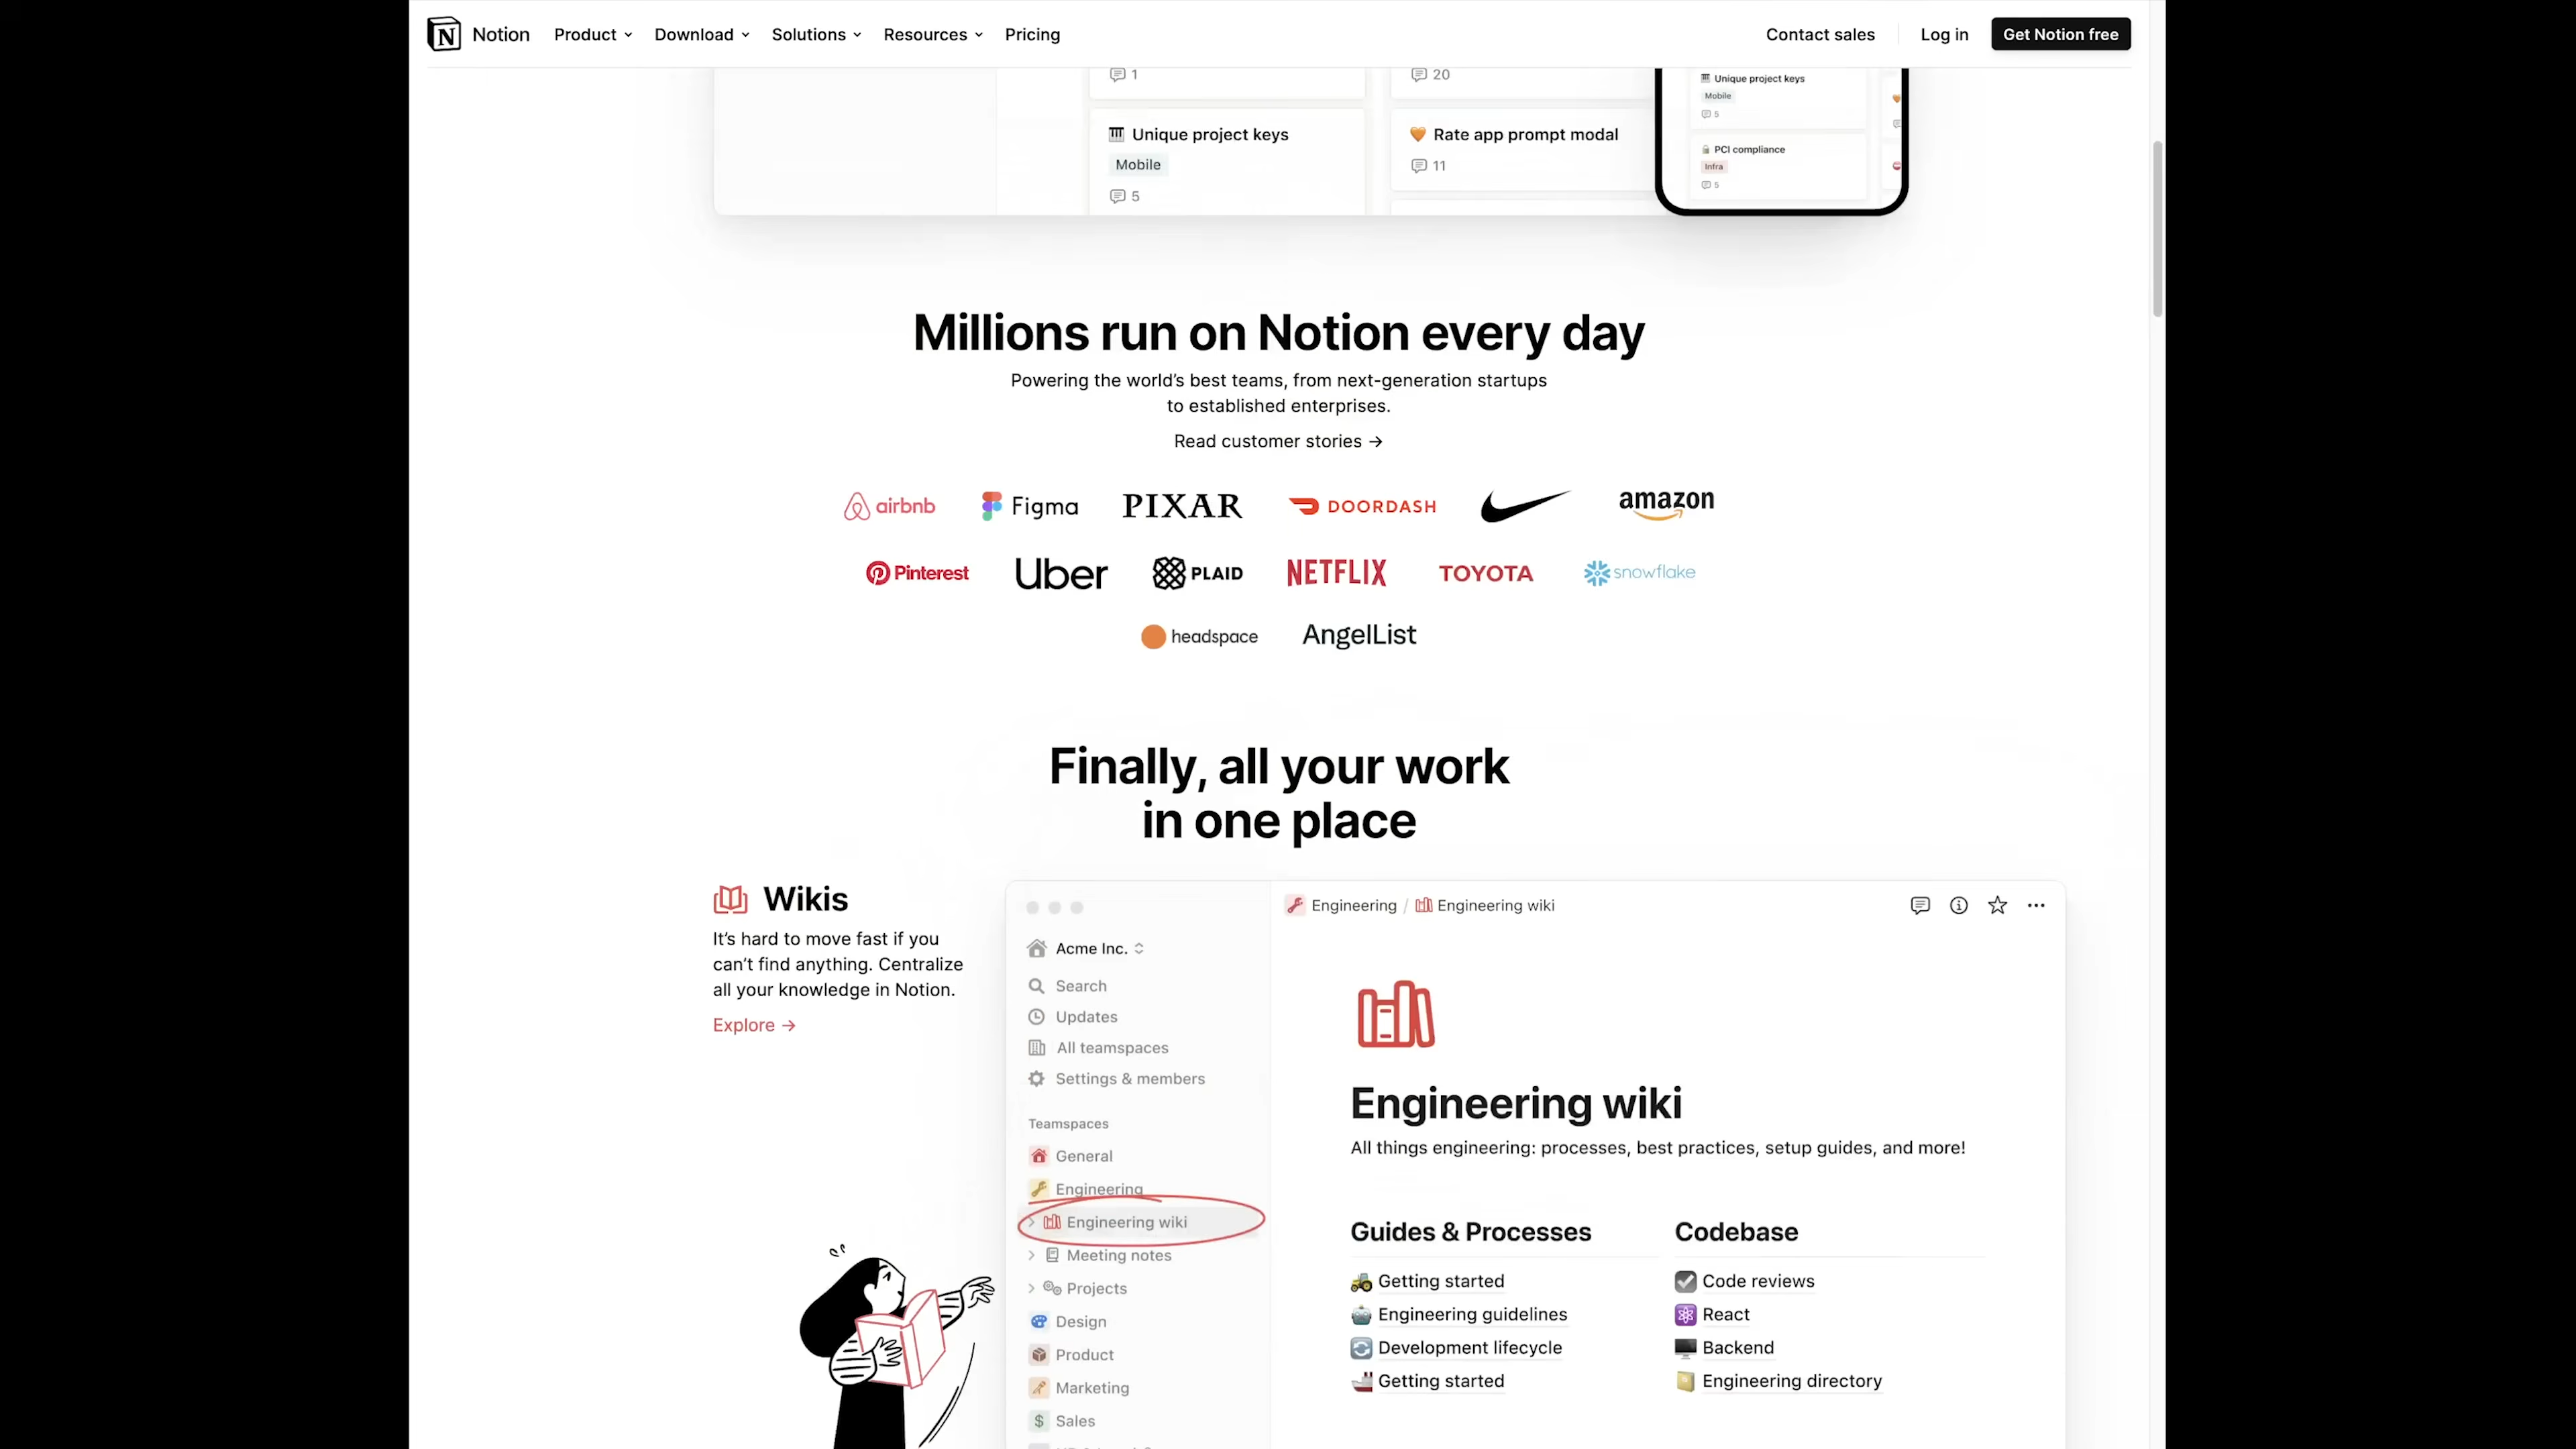 Notion Product Download Solutions Resources Pricing Contact sales Log in Get Notion free
1
Unique project keys
Mobile
5
20
Rate app prompt modal
11
Unique project keys
Mobile
5
PCI compliance
Infra
5
Millions run on Notion every day
Powering the world's best teams, from next-generation startups
to established enterprises.
Read customer stories →
airbnb Figma PIXAR DOORDASH amazon
Pinterest Uber PLAID NETFLIX TOYOTA snowflake
headspace AngelList
Finally, all your work
in one place
Wikis
It's hard to move fast if you
can't find anything. Centralize
all your knowledge in Notion.
Explore →
Acme Inc.
Search
Updates
All teamspaces
Settings & members
Teamspaces
General
Engineering
Engineering wiki
Meeting notes
Projects
Design
Product
Marketing
Sales
Engineering / Engineering wiki
Engineering wiki
All things engineering: processes, best practices, setup guides, and more!
Guides & Processes
Getting started
Engineering guidelines
Development lifecycle
Getting started
Codebase
Code reviews
React
Backend
Engineering directory